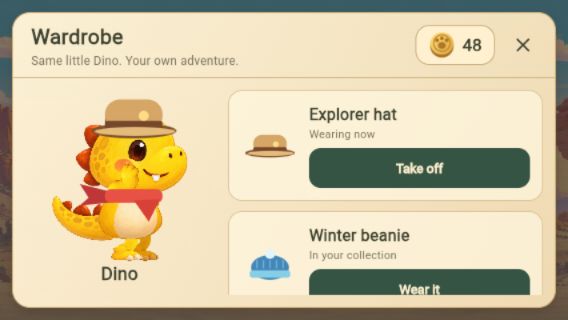 Wardrobe
Same little Dino. Your own adventure.
48
Explorer hat
Wearing now
Take off
Winter beanie
In your collection
Wear it
Dino